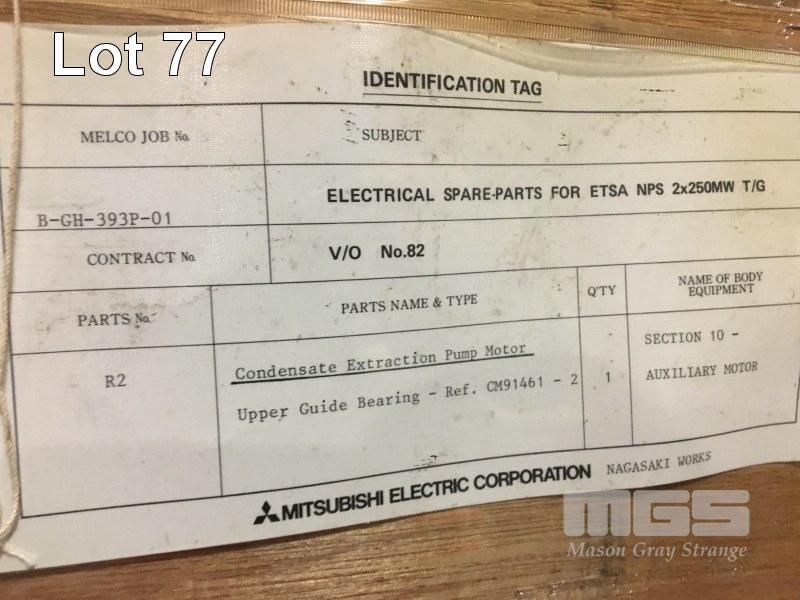 Lot 77
IDENTIFICATION TAG
MELCO JOB No.
SUBJECT
B-GH-393P-01
ELECTRICAL SPARE-PARTS FOR ETSA NPS 2x250MW T/G
CONTRACT No.
V/O No.82
PARTS No.
PARTS NAME & TYPE
Q'TY
NAME OF BODY
EQUIPMENT
R2
Condensate Extraction Pump Motor
Upper Guide Bearing - Ref. CM91461 - 2
1
SECTION 10 -
AUXILIARY MOTOR
MITSUBISHI ELECTRIC CORPORATION NAGASAKI WORKS
MGS
Mason Gray Strange